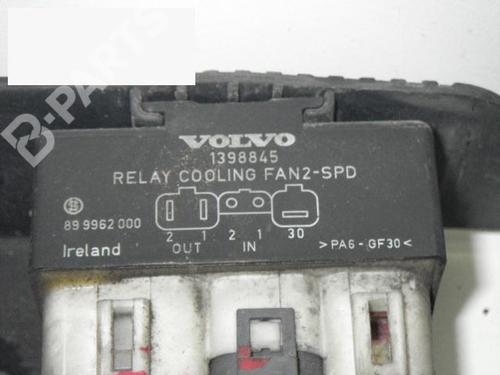 B-PARTS
VOLVO
1398845
RELAY COOLING FAN2-SPD
89 9962 000
2 1 2 1 30
Ireland OUT IN >PA6-GF30<